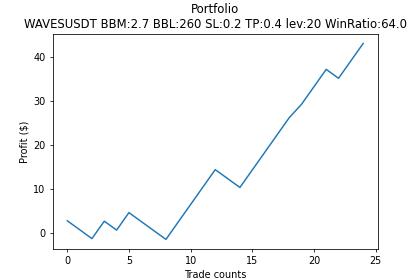 Portfolio
WAVESUSDT BBM:2.7 BBL:260 SL:0.2 TP:0.4 lev:20 WinRatio:64.0
40
30
20
10
0
Profit ($)
0 5 10 15 20 25
Trade counts